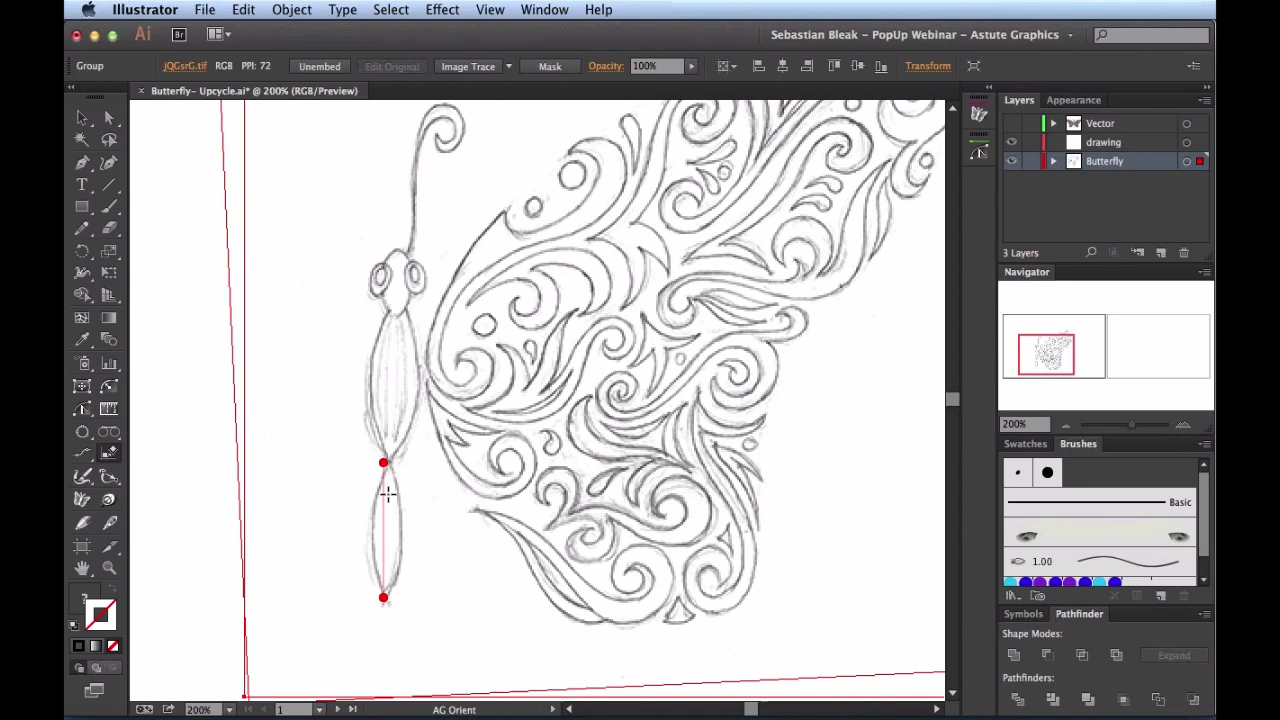 Illustrator File Edit Object Type Select Effect View Window Help
Ai Br Sebastian Bleak – PopUp Webinar – Astute Graphics
Group jQGsrG.tif RGB PPI: 72 Unembed Edit Original Image Trace Mask Opacity: 100% Transform
Butterfly- Upcycle.ai* @ 200% (RGB/Preview)
Layers Appearance
Vector
drawing
Butterfly
3 Layers
Navigator
200%
Swatches Brushes
Basic
1.00
Symbols Pathfinder
Shape Modes:
Expand
Pathfinders:
200% 1 AG Orient